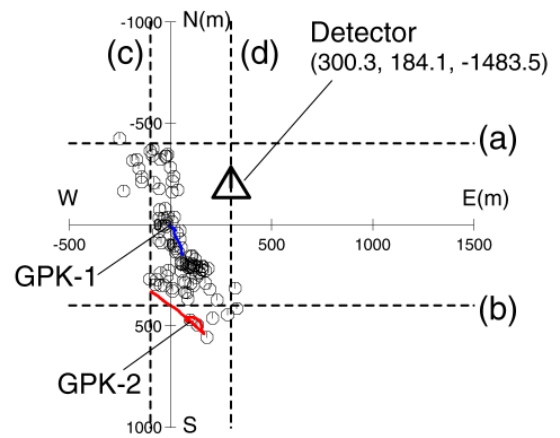 -1000
N(m)
(c)
(d)
Detector
(300.3, 184.1, -1483.5)
-500
(a)
W
E(m)
-500
500
1000
1500
GPK-1
(b)
500
GPK-2
1000
S